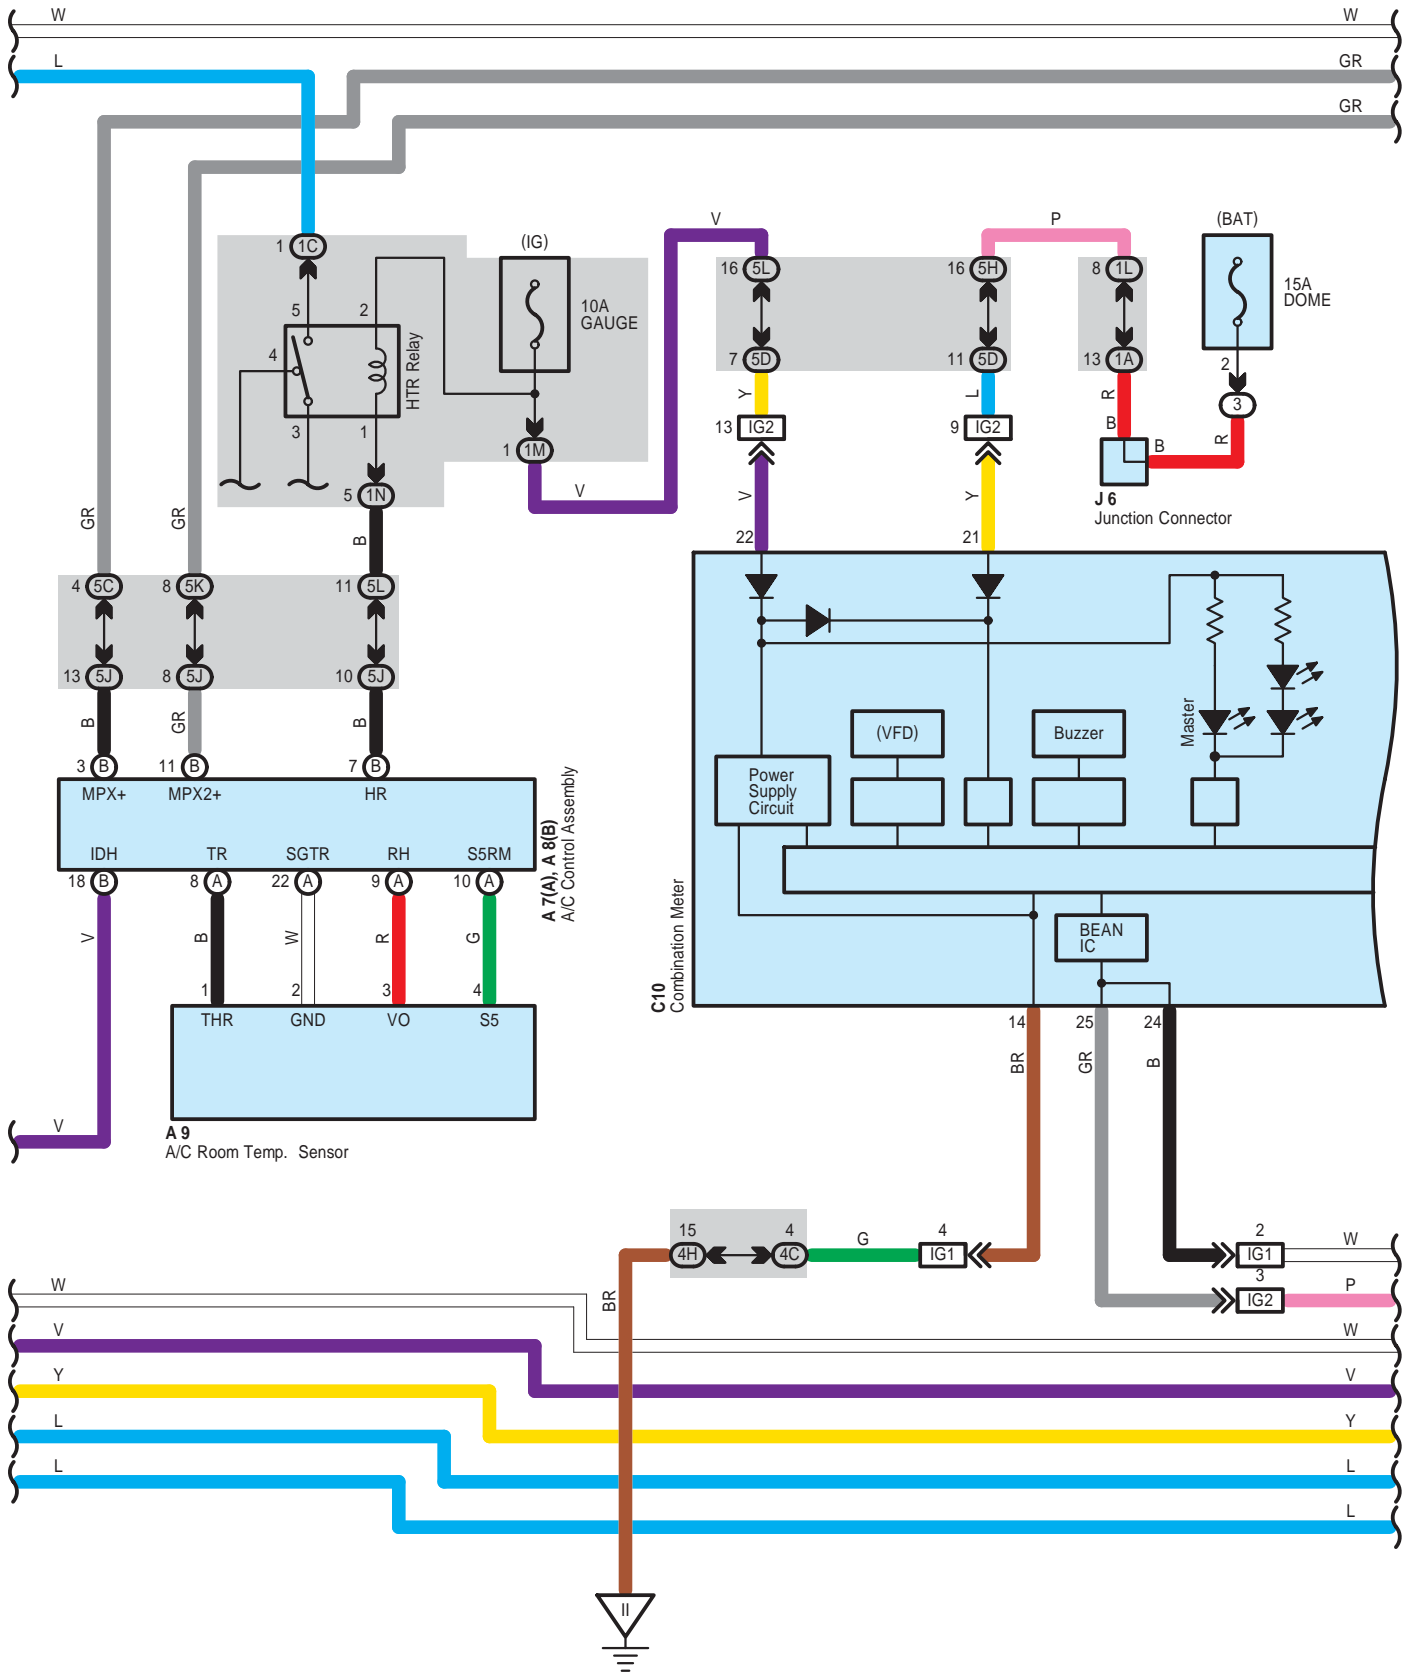 W W
L GR
GR
V P (BAT)
1 1C (IG) 16 5L 16 5H 8 1L
15A
DOME
5 2 10A
GAUGE
4 HTR Relay 7 5D 11 5D 13 1A 2
3 1 Y L R 3
13 IG2 9 IG2 B B R
1 1M
5 1N V V Y J 6
Junction Connector
GR GR B 22 21
4 5C 8 5K 11 5L
13 5J 8 5J 10 5J
B GR B (VFD) Buzzer Master
3 B 11 B 7 B
Power
Supply
Circuit
MPX+ MPX2+ HR
A 7(A), A 8(B)
A/C Control Assembly
IDH TR SGTR RH S5RM
18 B 8 A 22 A 9 A 10 A
V B W R G BEAN
IC
1 2 3 4
C10
Combination Meter
THR GND VO S5 14 25 24
BR GR B
V
A 9
A/C Room Temp. Sensor
15 4 G 4 2 W
4H 4C IG1 IG1
3 P
IG2
W BR
V W
Y V
L Y
L L
L
II